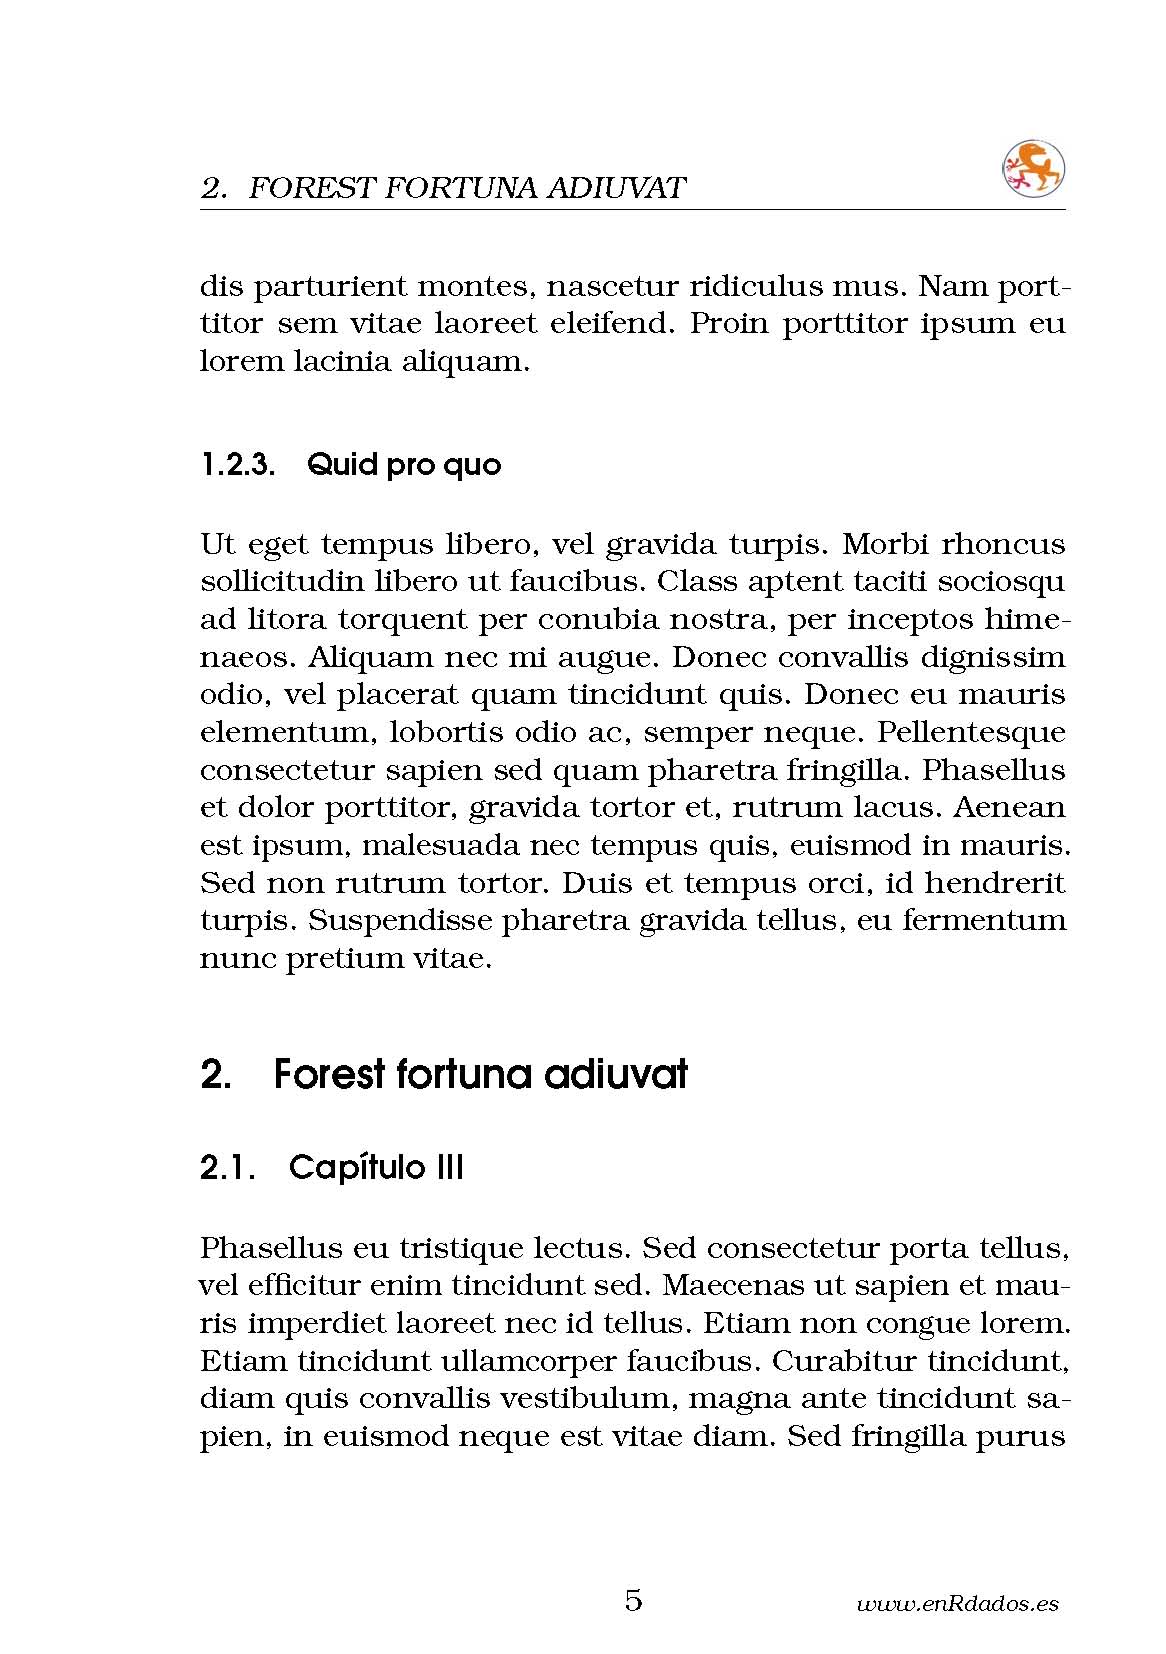 2. FOREST FORTUNA ADIUVAT
dis parturient montes, nascetur ridiculus mus. Nam port-
titor sem vitae laoreet eleifend. Proin porttitor ipsum eu
lorem lacinia aliquam.
1.2.3. Quid pro quo
Ut eget tempus libero, vel gravida turpis. Morbi rhoncus
sollicitudin libero ut faucibus. Class aptent taciti sociosqu
ad litora torquent per conubia nostra, per inceptos hime-
naeos. Aliquam nec mi augue. Donec convallis dignissim
odio, vel placerat quam tincidunt quis. Donec eu mauris
elementum, lobortis odio ac, semper neque. Pellentesque
consectetur sapien sed quam pharetra fringilla. Phasellus
et dolor porttitor, gravida tortor et, rutrum lacus. Aenean
est ipsum, malesuada nec tempus quis, euismod in mauris.
Sed non rutrum tortor. Duis et tempus orci, id hendrerit
turpis. Suspendisse pharetra gravida tellus, eu fermentum
nunc pretium vitae.
2. Forest fortuna adiuvat
2.1. Capítulo III
Phasellus eu tristique lectus. Sed consectetur porta tellus,
vel efficitur enim tincidunt sed. Maecenas ut sapien et mau-
ris imperdiet laoreet nec id tellus. Etiam non congue lorem.
Etiam tincidunt ullamcorper faucibus. Curabitur tincidunt,
diam quis convallis vestibulum, magna ante tincidunt sa-
pien, in euismod neque est vitae diam. Sed fringilla purus
5 www.enRdados.es